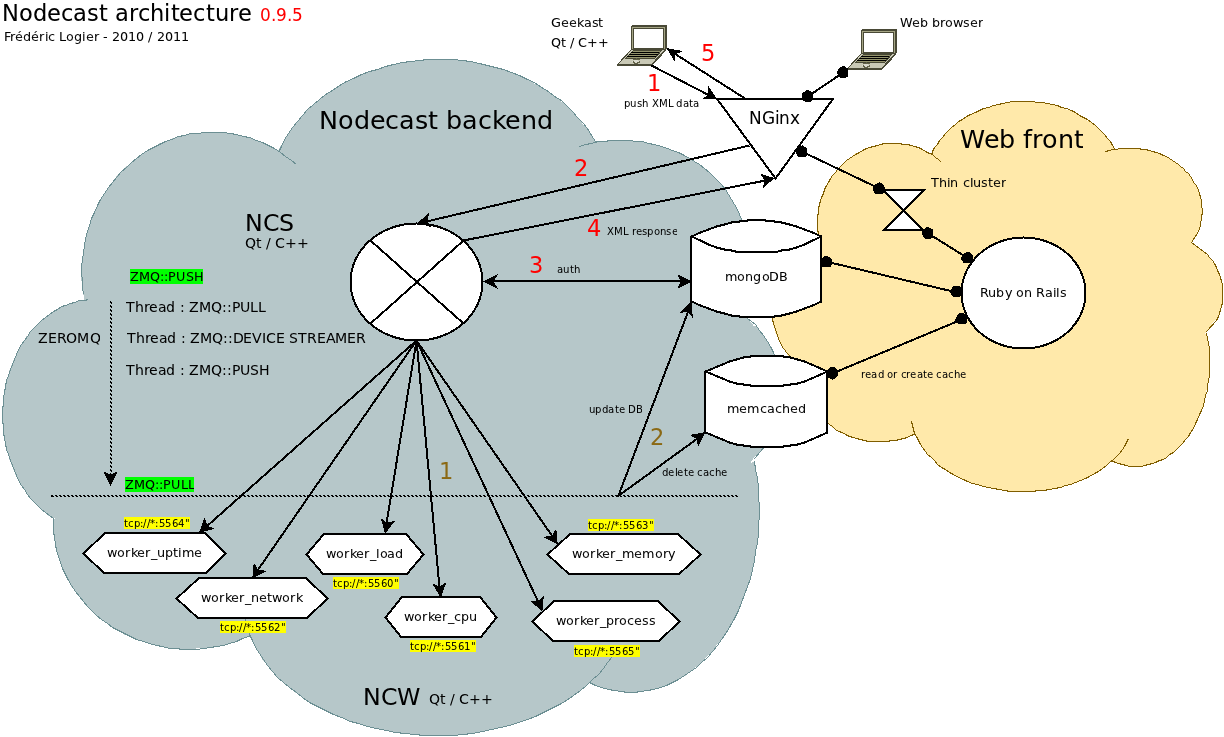 Nodecast architecture 0.9.5
Frédéric Logier - 2010 / 2011
Geekast
Qt / C++
Web browser
5
1
push XML data
NGinx
Nodecast backend
Web front
2
Thin cluster
NCS
Qt / C++
4 XML response
3 auth
mongoDB
Ruby on Rails
ZMQ::PUSH
Thread : ZMQ::PULL
ZEROMQ
Thread : ZMQ::DEVICE STREAMER
Thread : ZMQ::PUSH
read or create cache
update DB
memcached
2
1
delete cache
ZMQ::PULL
tcp://*:5564"
worker_uptime
worker_load
tcp://*:5560"
tcp://*:5563"
worker_memory
worker_network
tcp://*:5562"
worker_cpu
tcp://*:5561"
worker_process
tcp://*:5565"
NCW Qt / C++